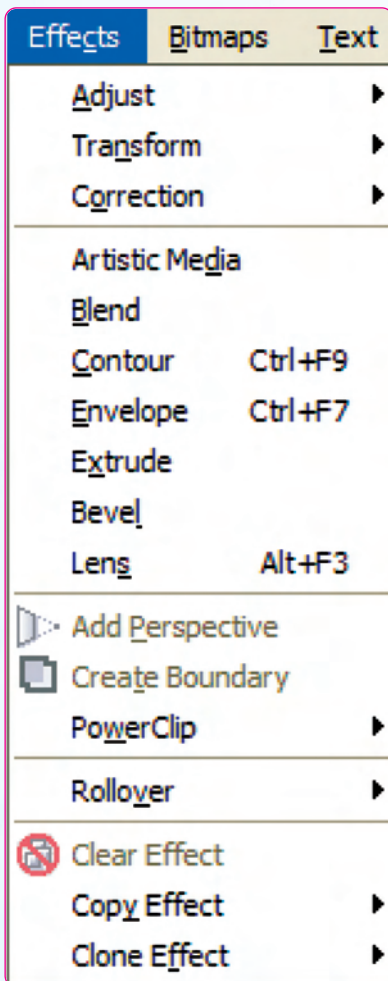 Effects Bitmaps Text
Adjust
Transform
Correction
Artistic Media
Blend
Contour Ctrl+F9
Envelope Ctrl+F7
Extrude
Bevel
Lens Alt+F3
Add Perspective
Create Boundary
PowerClip
Rollover
Clear Effect
Copy Effect
Clone Effect